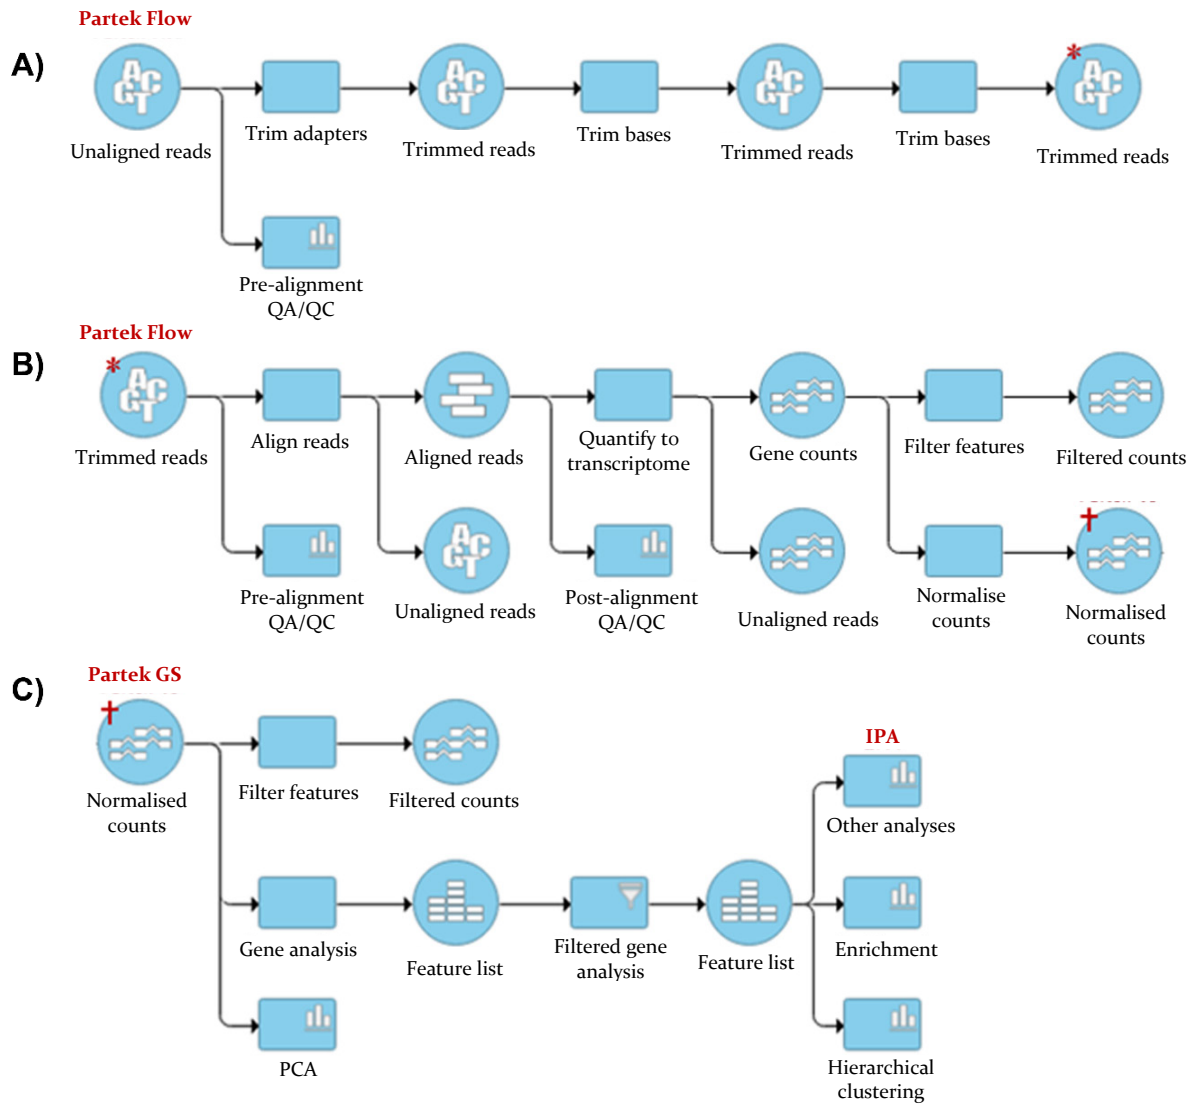 Partek Flow
A)
*
Unaligned reads
Trim adapters
Trimmed reads
Trim bases
Trimmed reads
Trim bases
Trimmed reads
Pre-alignment
QA/QC
Partek Flow
B)
*
Trimmed reads
Align reads
Aligned reads
Quantify to
transcriptome
Gene counts
Filter features
Filtered counts
†
Pre-alignment
QA/QC
Unaligned reads
Post-alignment
QA/QC
Unaligned reads
Normalise
counts
Normalised
counts
Partek GS
C)
†
Normalised
counts
Filter features
Filtered counts
IPA
Other analyses
Gene analysis
Feature list
Filtered gene
analysis
Feature list
Enrichment
PCA
Hierarchical
clustering